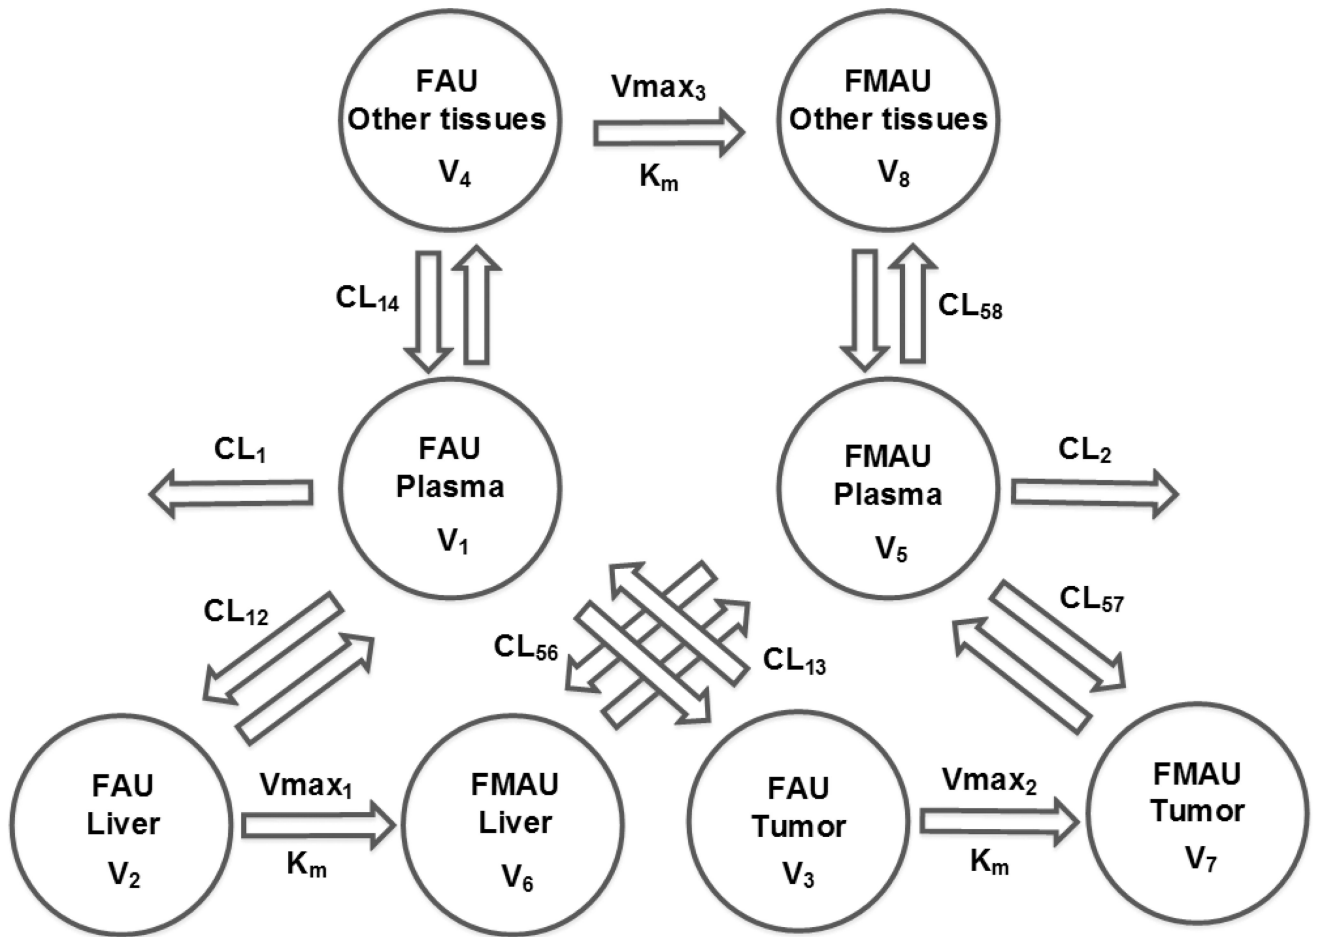 FAU
Other tissues
V₄
Vmax₃
Kₘ
FMAU
Other tissues
V₈
CL₁₄
CL₅₈
CL₁
FAU
Plasma
V₁
FMAU
Plasma
V₅
CL₂
CL₁₂
CL₅₆
CL₁₃
CL₅₇
FAU
Liver
V₂
Vmax₁
Kₘ
FMAU
Liver
V₆
FAU
Tumor
V₃
Vmax₂
Kₘ
FMAU
Tumor
V₇